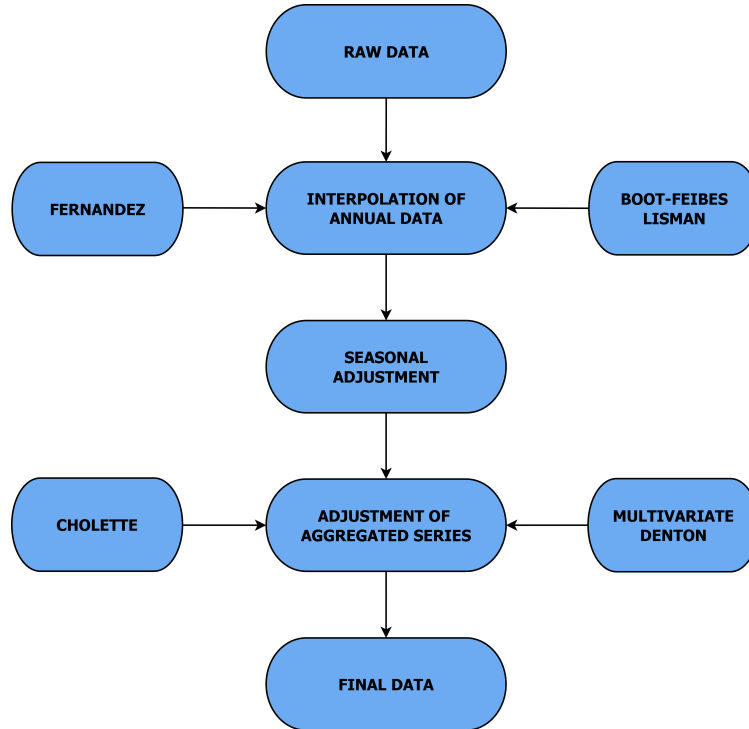 RAW DATA
FERNANDEZ
INTERPOLATION OF
ANNUAL DATA
BOOT-FEIBES
LISMAN
SEASONAL
ADJUSTMENT
CHOLETTE
ADJUSTMENT OF
AGGREGATED SERIES
MULTIVARIATE
DENTON
FINAL DATA